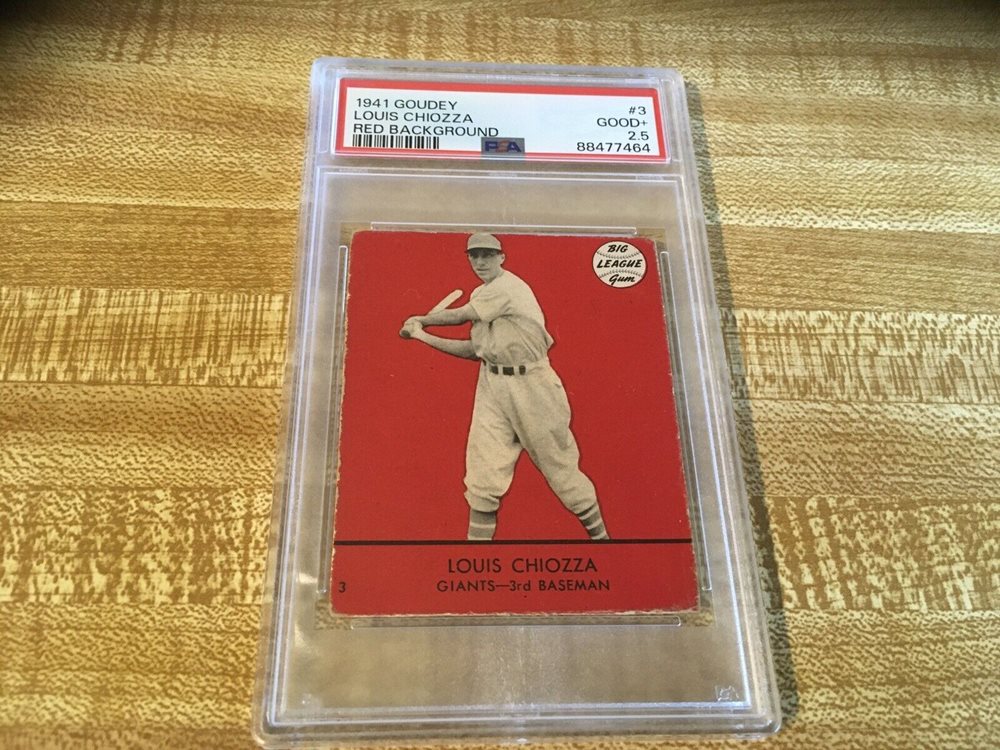 1941 GOUDEY
LOUIS CHIOZZA
RED BACKGROUND
#3
GOOD+
2.5
88477464
PSA
BIG
LEAGUE
Gum
LOUIS CHIOZZA
GIANTS—3rd BASEMAN
3